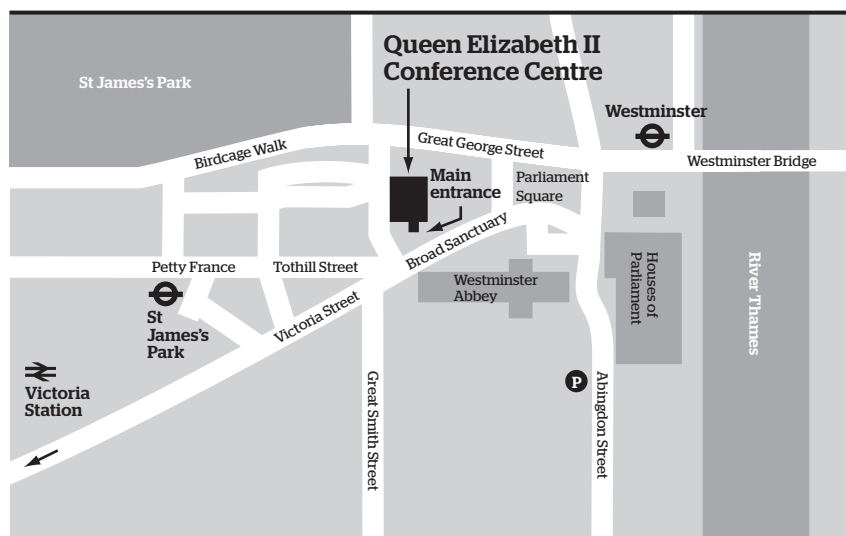 Queen Elizabeth II
Conference Centre
St James's Park
Westminster
Great George Street
Birdcage Walk
Westminster Bridge
Main
entrance
Parliament
Square
Broad Sanctuary
Petty France
Tothill Street
Houses of
Parliament
River Thames
Westminster
Abbey
St
James's
Park
Victoria Street
Victoria
Station
Great Smith Street
P
Abingdon Street